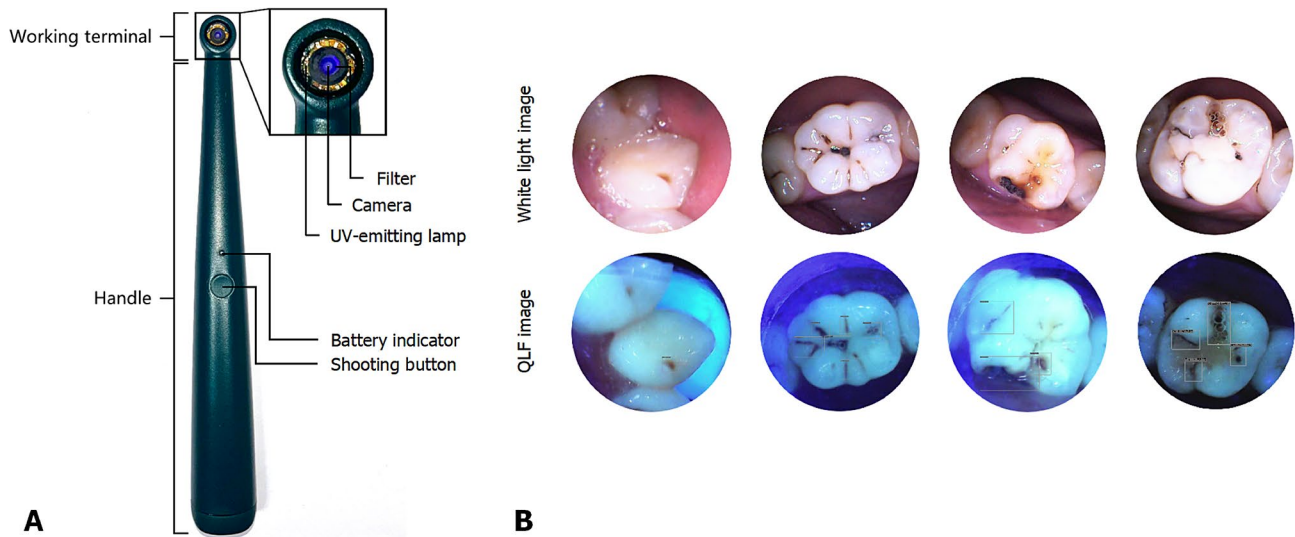 Working terminal
Filter
Camera
UV-emitting lamp
Handle
Battery indicator
Shooting button
A
White light image
QLF image
B